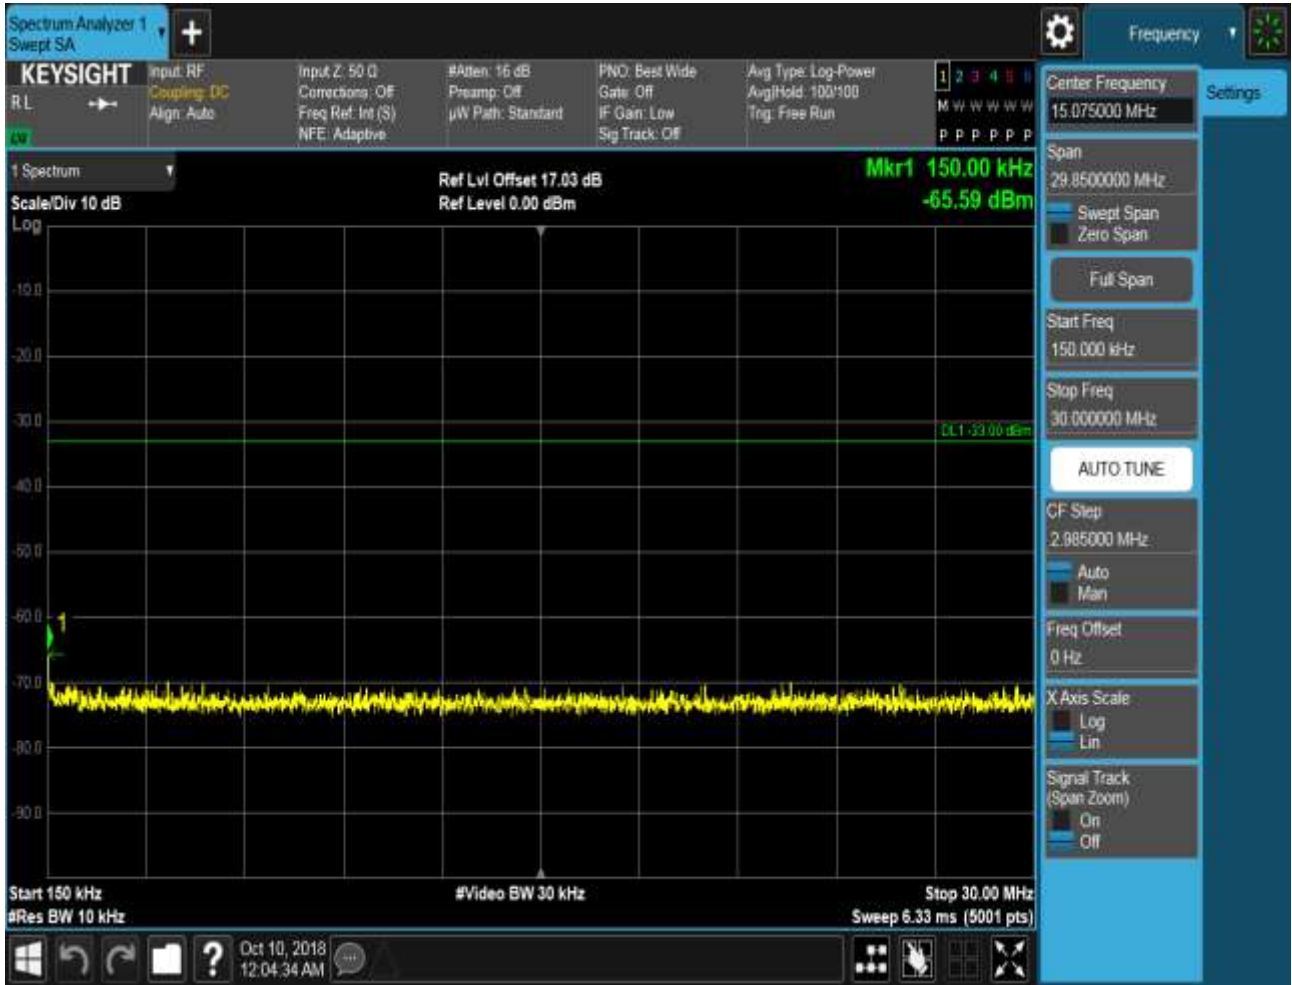 Spectrum Analyzer 1
Swept SA
Frequency
KEYSIGHT
RL
Input: RF
Coupling: DC
Align: Auto
Input Z: 50 Ω
Corrections: Off
Freq Ref: Int (S)
NFE: Adaptive
#Atten: 16 dB
Preamp: Off
µW Path: Standard
PNO: Best Wide
Gate: Off
IF Gain: Low
Sig Track: Off
Avg Type: Log-Power
Avg|Hold: 100/100
Trig: Free Run
1 2 3 4 5 6
M W W W W W
P P P P P P
1 Spectrum
Scale/Div 10 dB
Log
Ref Lvl Offset 17.03 dB
Ref Level 0.00 dBm
Mkr1 150.00 kHz
-65.59 dBm
-10.0
-20.0
-30.0
DL1 -33.00 dBm
-40.0
-50.0
-60.0
1
-70.0
-80.0
-90.0
Start 150 kHz
#Res BW 10 kHz
#Video BW 30 kHz
Stop 30.00 MHz
Sweep 6.33 ms (5001 pts)
Center Frequency
15.075000 MHz
Settings
Span
29.8500000 MHz
Swept Span
Zero Span
Full Span
Start Freq
150.000 kHz
Stop Freq
30.000000 MHz
AUTO TUNE
CF Step
2.985000 MHz
Auto
Man
Freq Offset
0 Hz
X Axis Scale
Log
Lin
Signal Track
(Span Zoom)
On
Off
?
Oct 10, 2018
12:04:34 AM